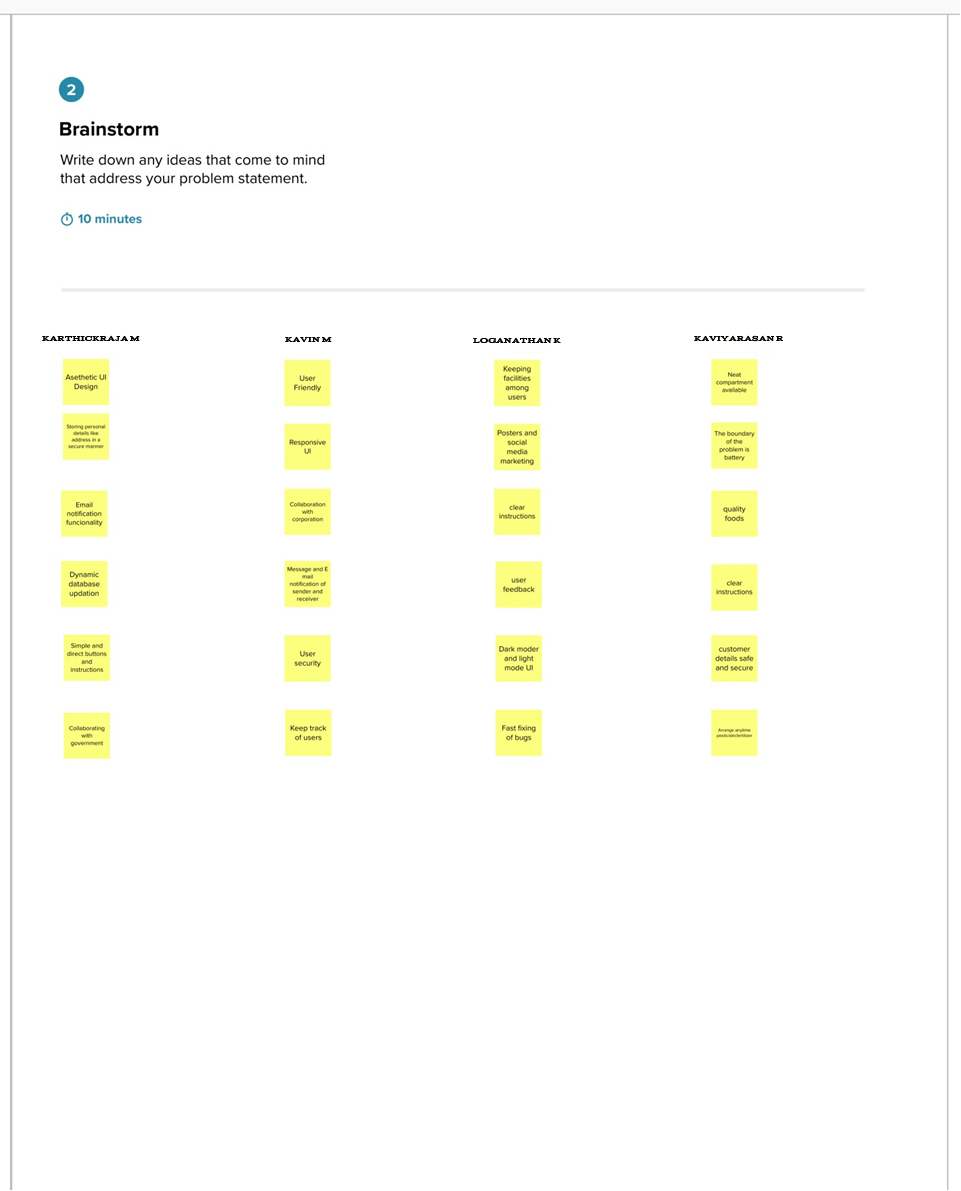 2
Brainstorm
Write down any ideas that come to mind
that address your problem statement.
10 minutes
KARTHICKRAJA M
Asethetic UI
Design
Storing personal
details like
address in a
secure manner
Email
notification
funcionality
Dynamic
database
updation
Simple and
direct buttons
and
instructions
Collaborating
with
government
KAVIN M
User
Friendly
Responsive
UI
Collaboration
with
corporation
Message and E
mail
notification of
sender and
receiver
User
security
Keep track
of users
LOGANATHAN K
Keeping
facilities
among
users
Posters and
social
media
marketing
clear
instructions
user
feedback
Dark moder
and light
mode UI
Fast fixing
of bugs
KAVIYARASAN R
Neat
compartment
available
The boundary
of the
problem is
battery
quality
foods
clear
instructions
customer
details safe
and secure
Arrange anytime